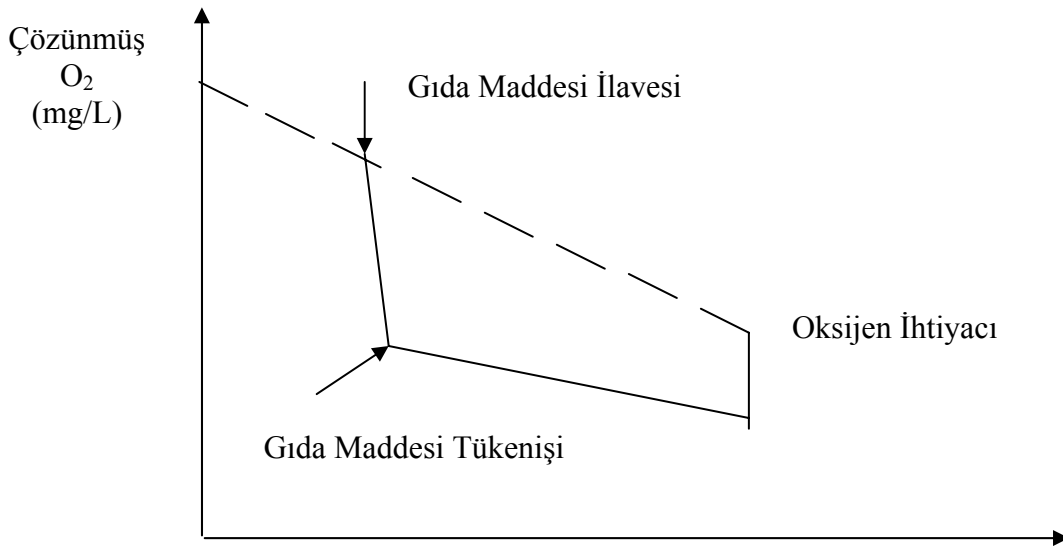 Çözünmüş
O₂
(mg/L)
Gıda Maddesi İlavesi
Oksijen İhtiyacı
Gıda Maddesi Tükenişi